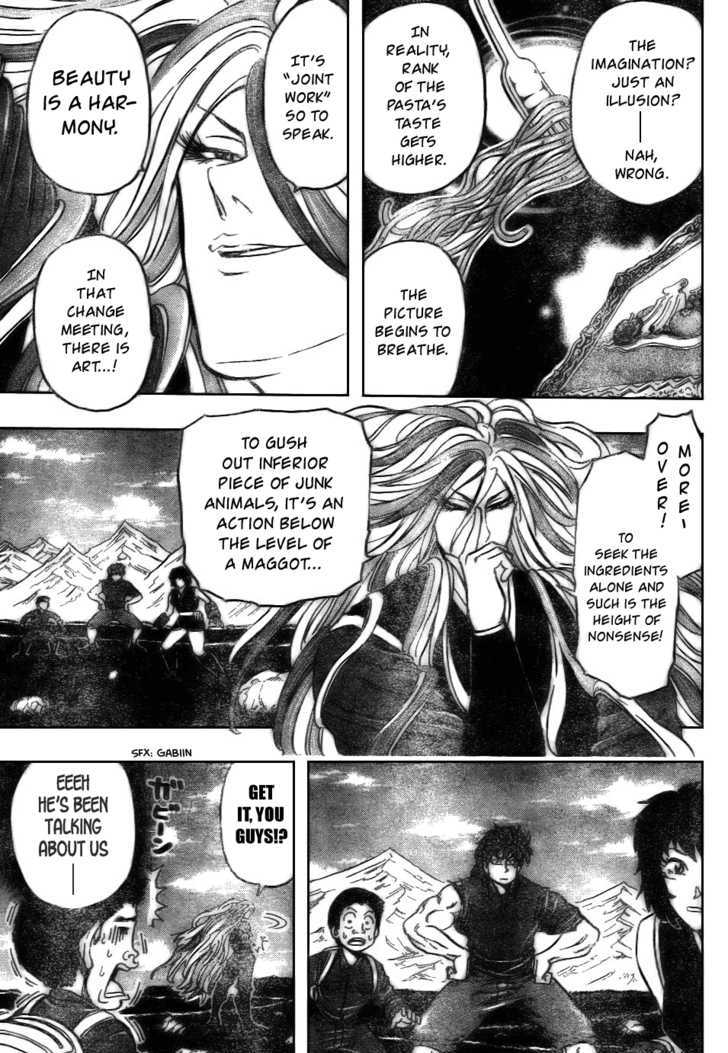 THE
IMAGINATION?
JUST AN
ILLUSION?
—
NAH,
WRONG.
IN
REALITY,
RANK
OF THE
PASTA'S
TASTE
GETS
HIGHER.
THE
PICTURE
BEGINS TO
BREATHE.
IT'S
"JOINT
WORK"
SO TO
SPEAK.
BEAUTY
IS A HAR-
MONY.
IN
THAT
CHANGE
MEETING,
THERE IS
ART...!
MORE-
OVER!
TO
SEEK THE
INGREDIENTS
ALONE AND
SUCH IS THE
HEIGHT OF
NONSENSE!
TO GUSH
OUT INFERIOR
PIECE OF JUNK
ANIMALS, IT'S AN
ACTION BELOW
THE LEVEL OF
A MAGGOT...
SFX: GABIIN
GET
IT, YOU
GUYS!?
ガビーン
EEEH
HE'S BEEN
TALKING
ABOUT US
—